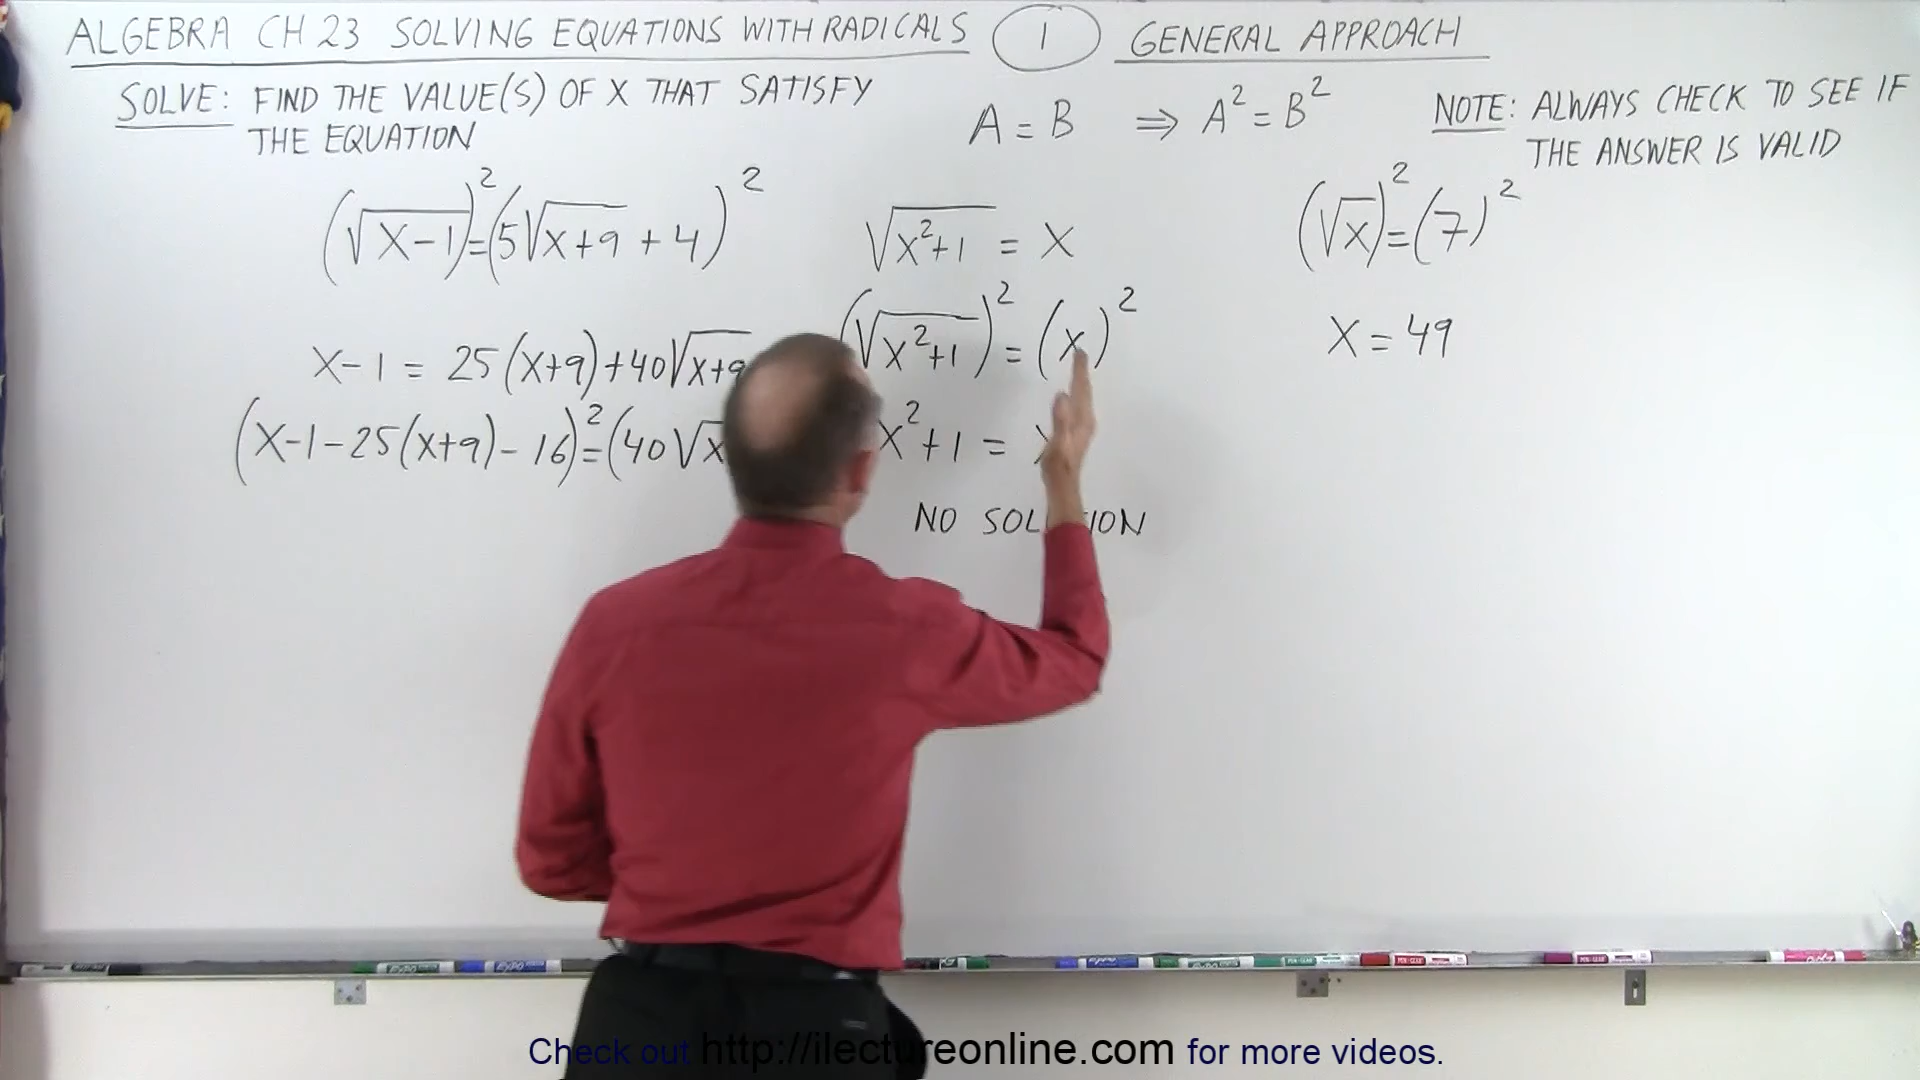 ALGEBRA CH 23 SOLVING EQUATIONS WITH RADICALS 1 GENERAL APPROACH
SOLVE: FIND THE VALUE(S) OF X THAT SATISFY
THE EQUATION
A = B ⇒ A² = B²
NOTE: ALWAYS CHECK TO SEE IF
THE ANSWER IS VALID
(√X-1)² = (5√X+9 + 4)²
X-1 = 25(X+9)+40√X+9
(X-1-25(X+9)-16)² = (40√X
√X²+1 = X
(√X²+1)² = (X)²
X²+1 =
NO
(√X)² = (7)²
X = 49
Check out http://ilectureonline.com for more videos.